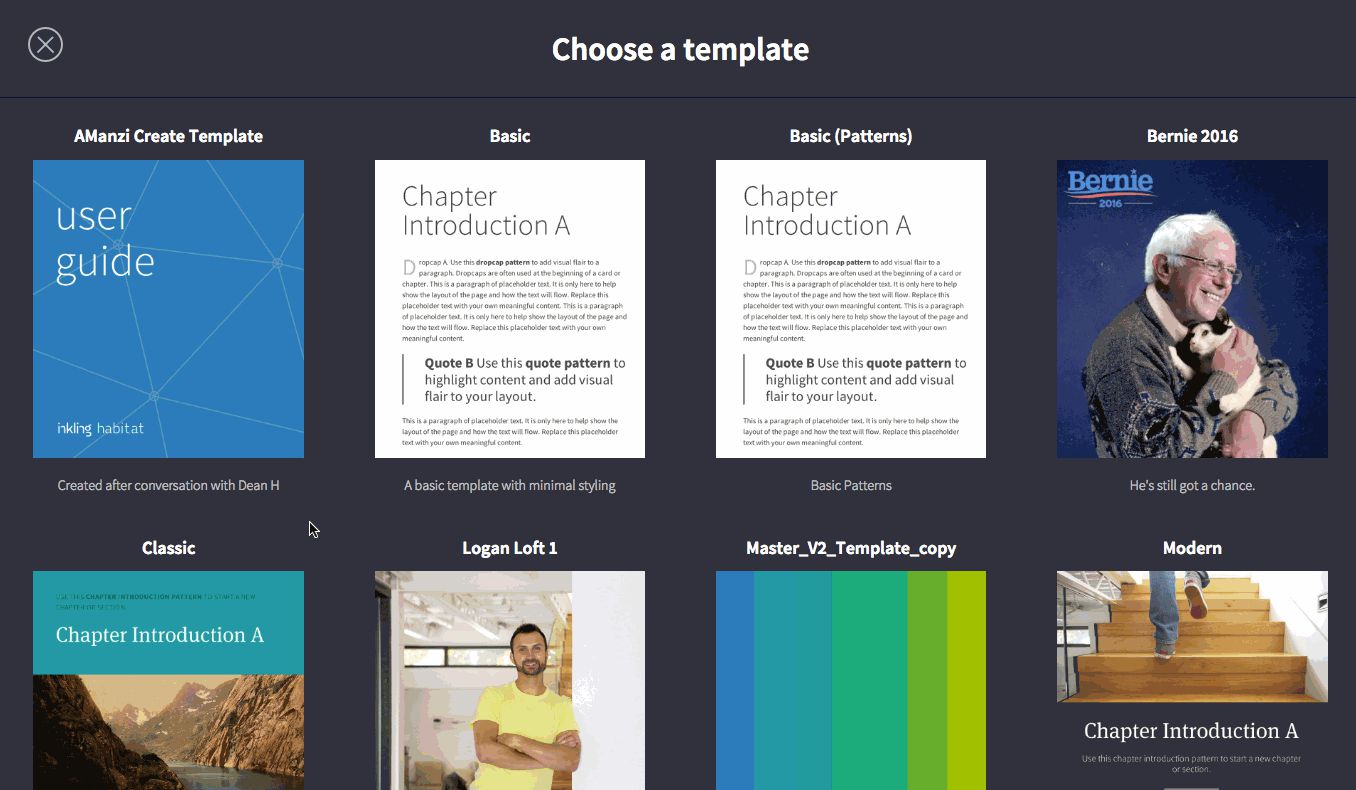 Choose a template
AManzi Create Template
Basic
Basic (Patterns)
Bernie 2016
user
guide
inkling habitat
Chapter
Introduction A
Dropcap A. Use this dropcap pattern to add visual flair to a
paragraph. Dropcaps are often used at the beginning of a card or
chapter. This is a paragraph of placeholder text. It is only here to help
show the layout of the page and how the text will flow. Replace this
placeholder text with your own meaningful content. This is a paragraph
of placeholder text. It is only here to help show the layout of the page and
how the text will flow. Replace this placeholder text with your own
meaningful content.
Quote B Use this quote pattern to
highlight content and add visual
flair to your layout.
This is a paragraph of placeholder text. It is only here to help show the
layout of the page and how the text will flow. Replace this placeholder
text with your own meaningful content.
Chapter
Introduction A
Dropcap A. Use this dropcap pattern to add visual flair to a
paragraph. Dropcaps are often used at the beginning of a card or
chapter. This is a paragraph of placeholder text. It is only here to help
show the layout of the page and how the text will flow. Replace this
placeholder text with your own meaningful content. This is a paragraph
of placeholder text. It is only here to help show the layout of the page and
how the text will flow. Replace this placeholder text with your own
meaningful content.
Quote B Use this quote pattern to
highlight content and add visual
flair to your layout.
This is a paragraph of placeholder text. It is only here to help show the
layout of the page and how the text will flow. Replace this placeholder
text with your own meaningful content.
Bernie
2016
Created after conversation with Dean H
A basic template with minimal styling
Basic Patterns
He's still got a chance.
Classic
Logan Loft 1
Master_V2_Template_copy
Modern
USE THIS CHAPTER INTRODUCTION PATTERN TO START A NEW
CHAPTER OR SECTION.
Chapter Introduction A
Chapter Introduction A
Use this chapter introduction pattern to start a new chapter
or section.